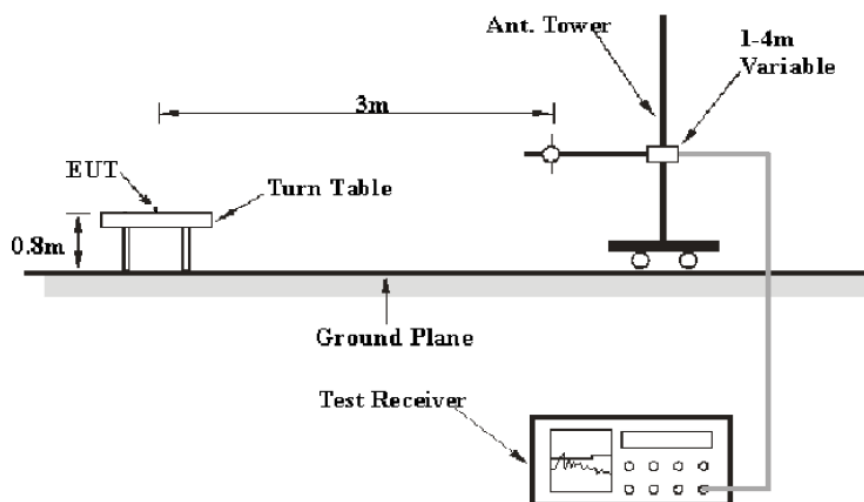 Ant. Tower
1-4m
Variable
3m
EUT
Turn Table
0.8m
Ground Plane
Test Receiver